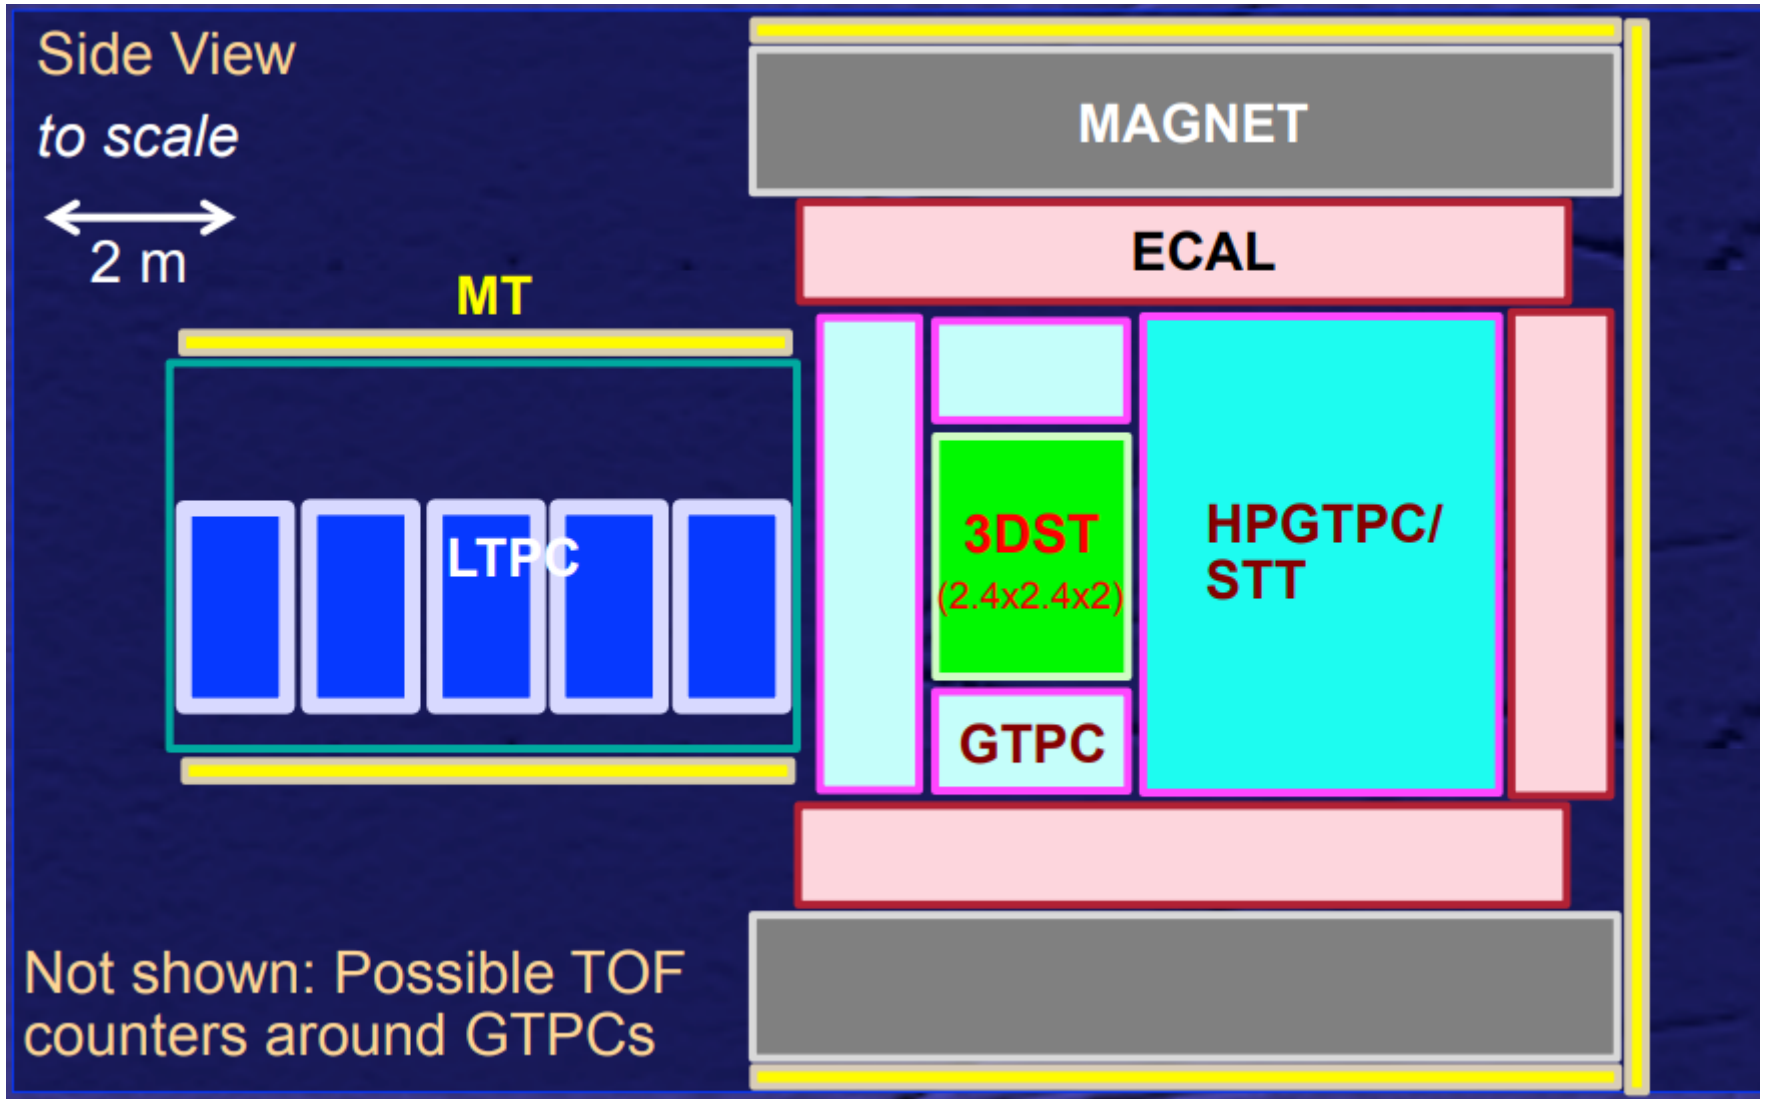 Side View
to scale
2 m
MT
MAGNET
ECAL
LTPC
3DST
(2.4x2.4x2)
HPGTPC/
STT
GTPC
Not shown: Possible TOF
counters around GTPCs